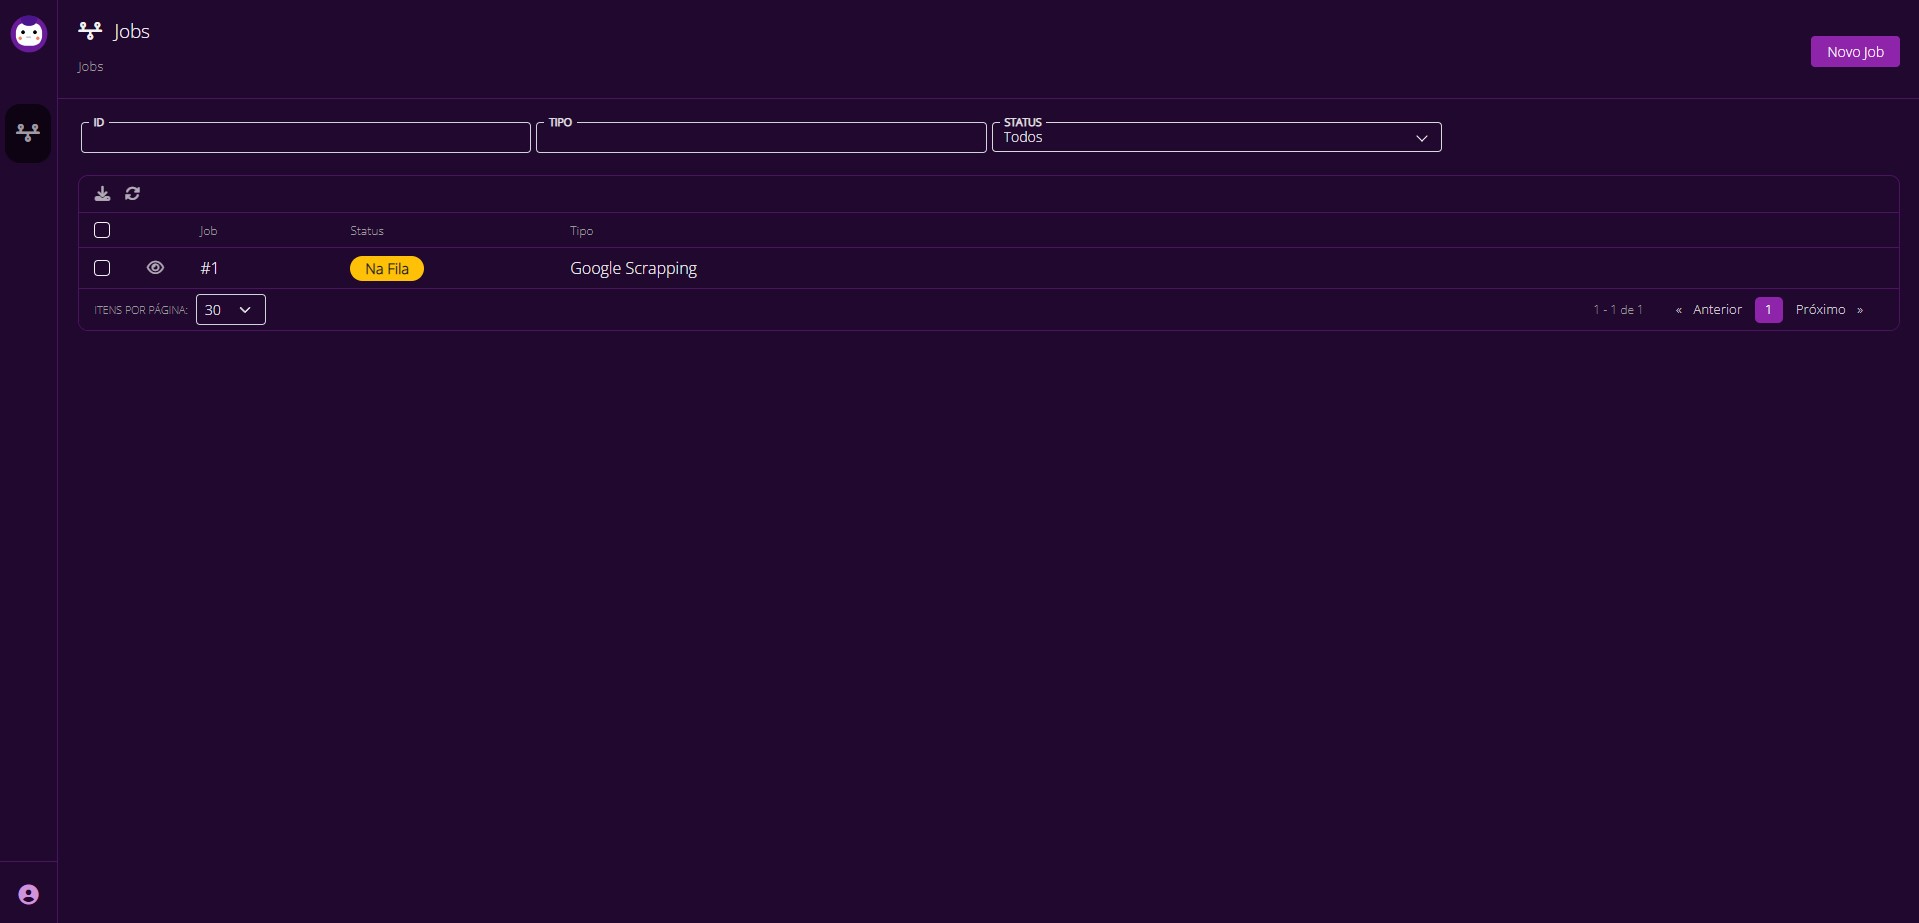 Jobs
Jobs
Novo Job
ID
TIPO
STATUS
Todos
Job Status Tipo
#1 Na Fila Google Scrapping
ITENS POR PÁGINA: 30 1 - 1 de 1 « Anterior 1 Próximo »